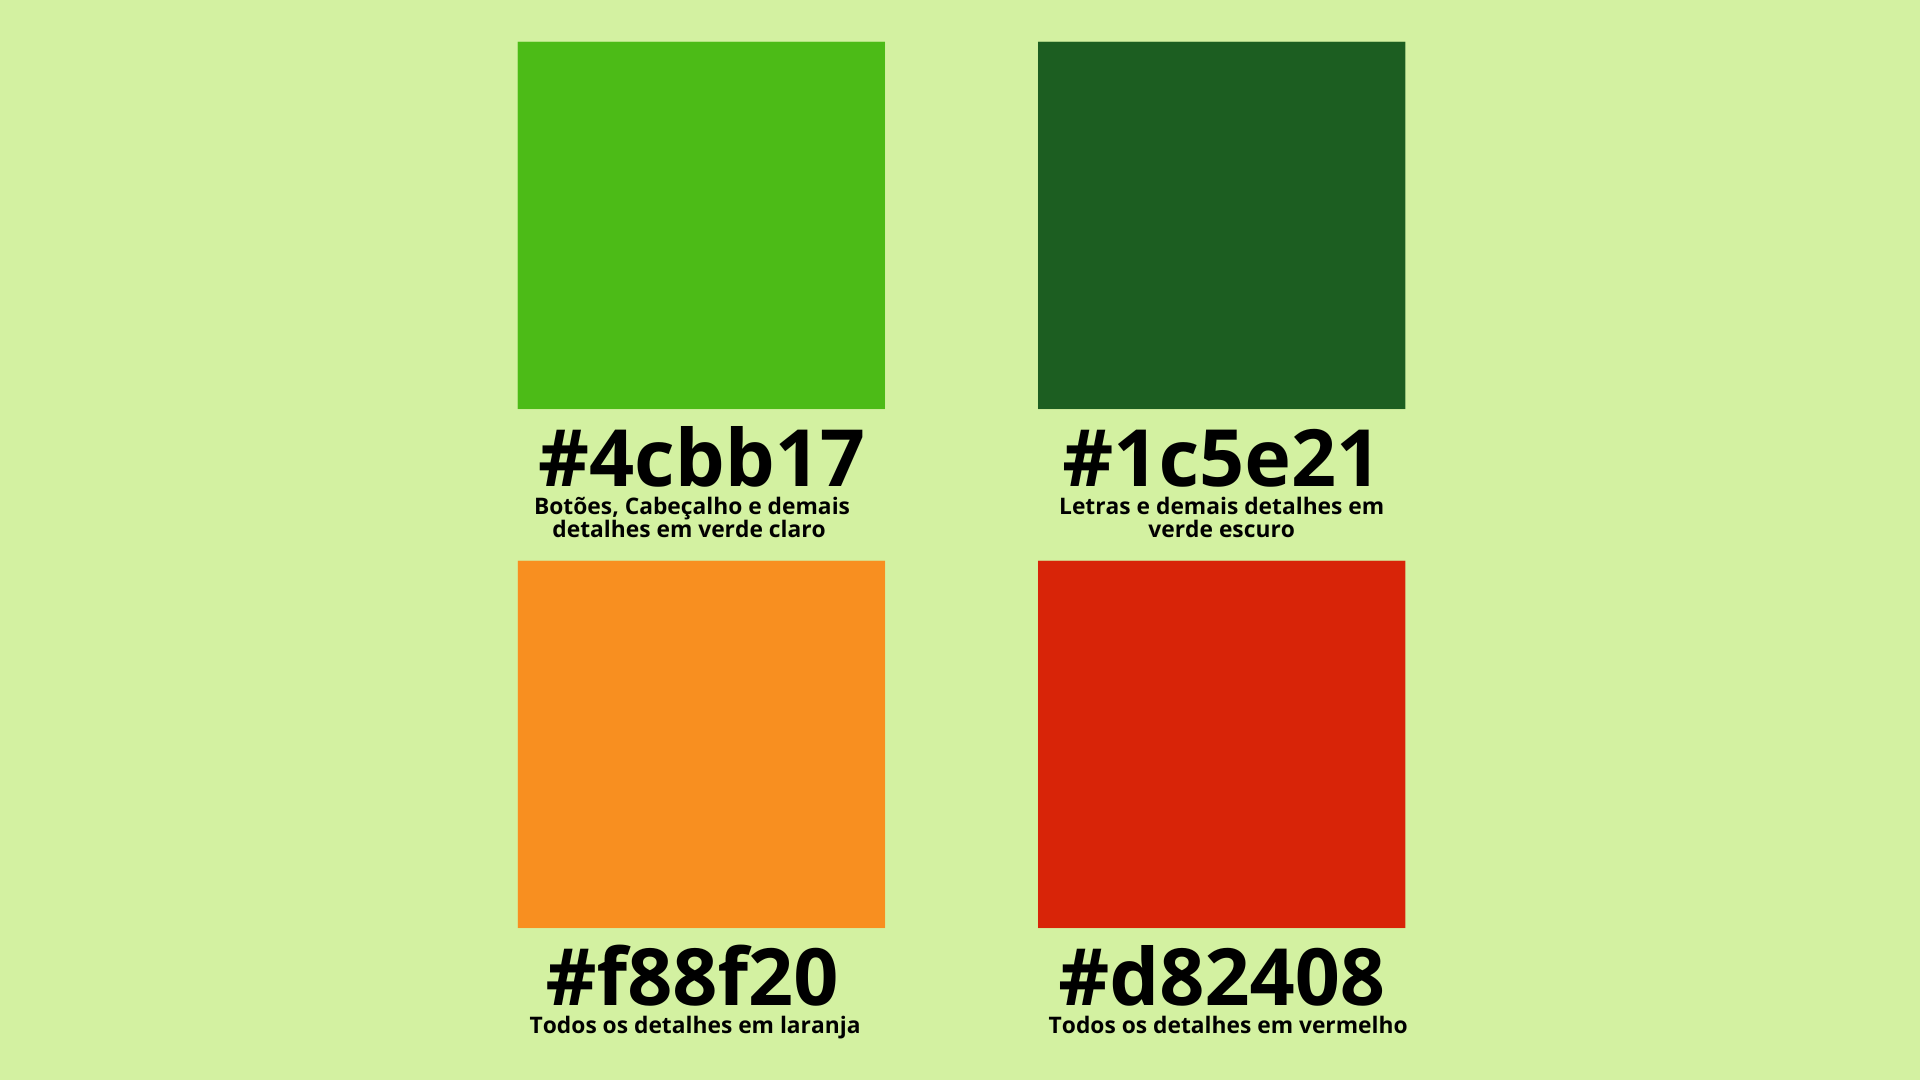 #4cbb17
Botões, Cabeçalho e demais
detalhes em verde claro
#1c5e21
Letras e demais detalhes em
verde escuro
#f88f20
Todos os detalhes em laranja
#d82408
Todos os detalhes em vermelho